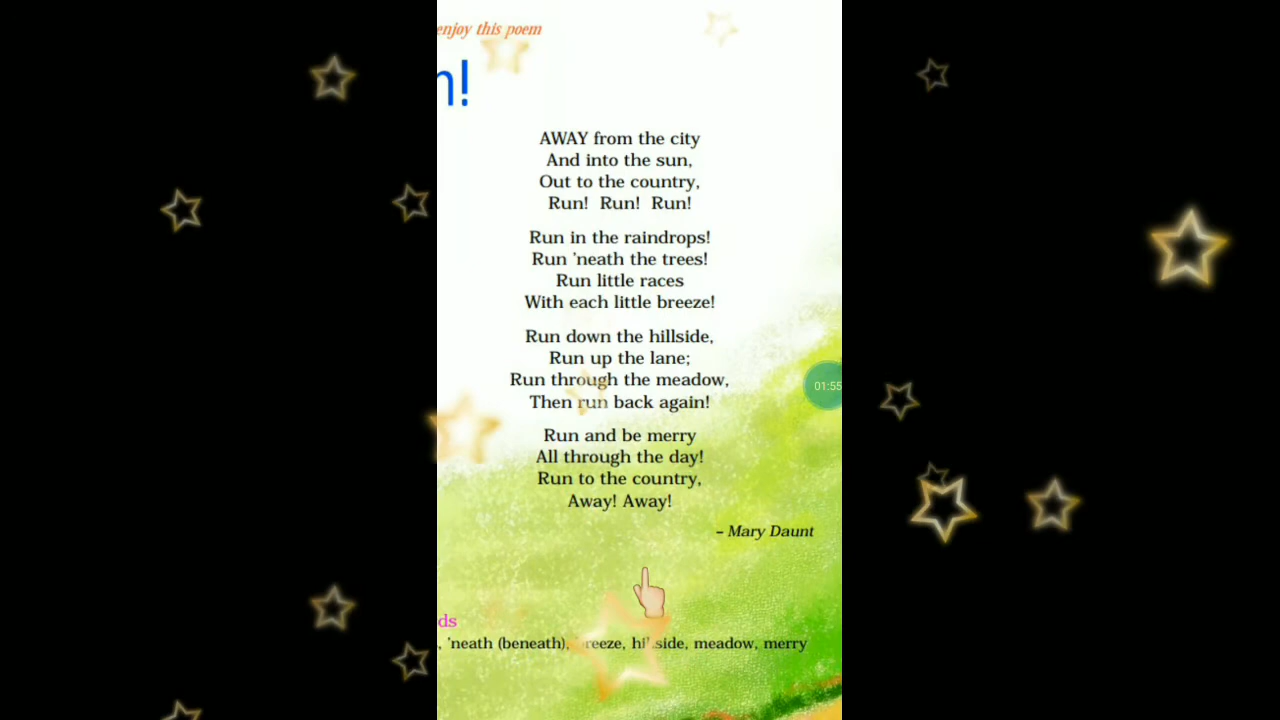 enjoy this poem
n!
AWAY from the city
And into the sun,
Out to the country,
Run! Run! Run!
Run in the raindrops!
Run 'neath the trees!
Run little races
With each little breeze!
Run down the hillside,
Run up the lane;
Run through the meadow,
Then run back again!
Run and be merry
All through the day!
Run to the country,
Away! Away!
– Mary Daunt
01:55
ds
, 'neath (beneath), breeze, hillside, meadow, merry